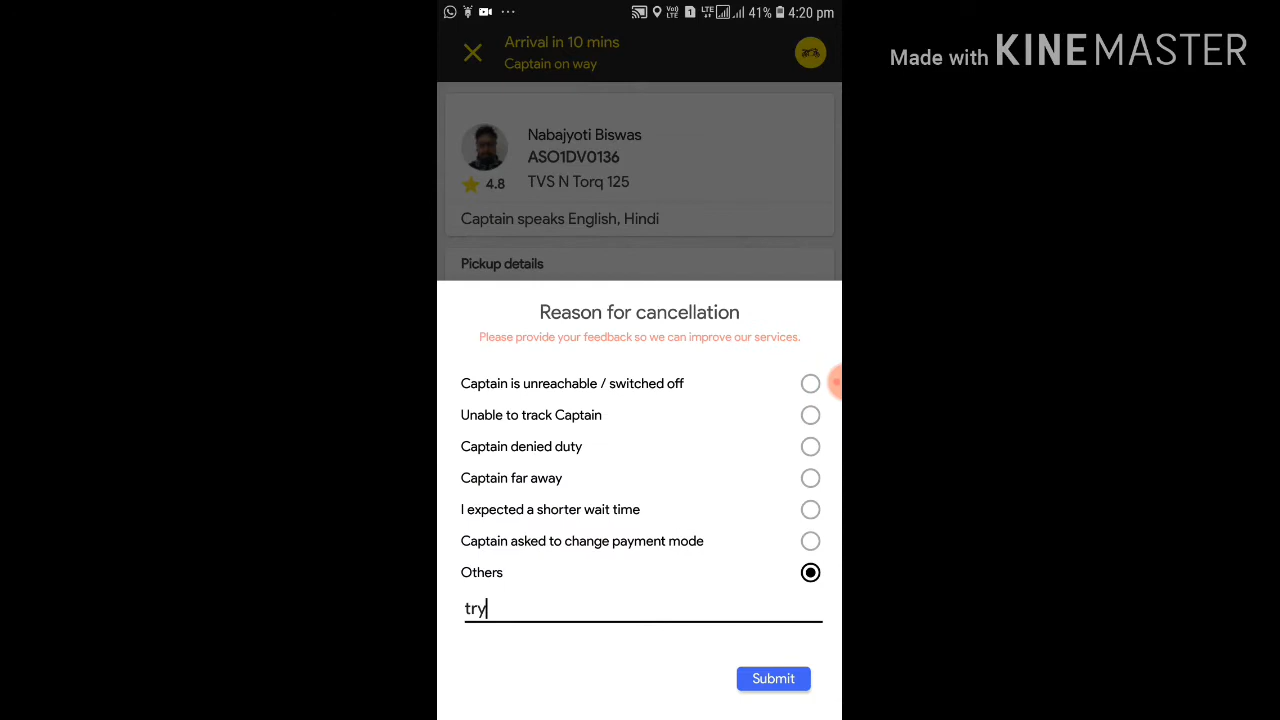 41% 4:20 pm
Made with KINEMASTER
Arrival in 10 mins
Captain on way
Nabajyoti Biswas
ASO1DV0136
4.8
TVS N Torq 125
Captain speaks English, Hindi
Pickup details
Reason for cancellation
Please provide your feedback so we can improve our services.
Captain is unreachable / switched off
Unable to track Captain
Captain denied duty
Captain far away
I expected a shorter wait time
Captain asked to change payment mode
Others
try
Submit